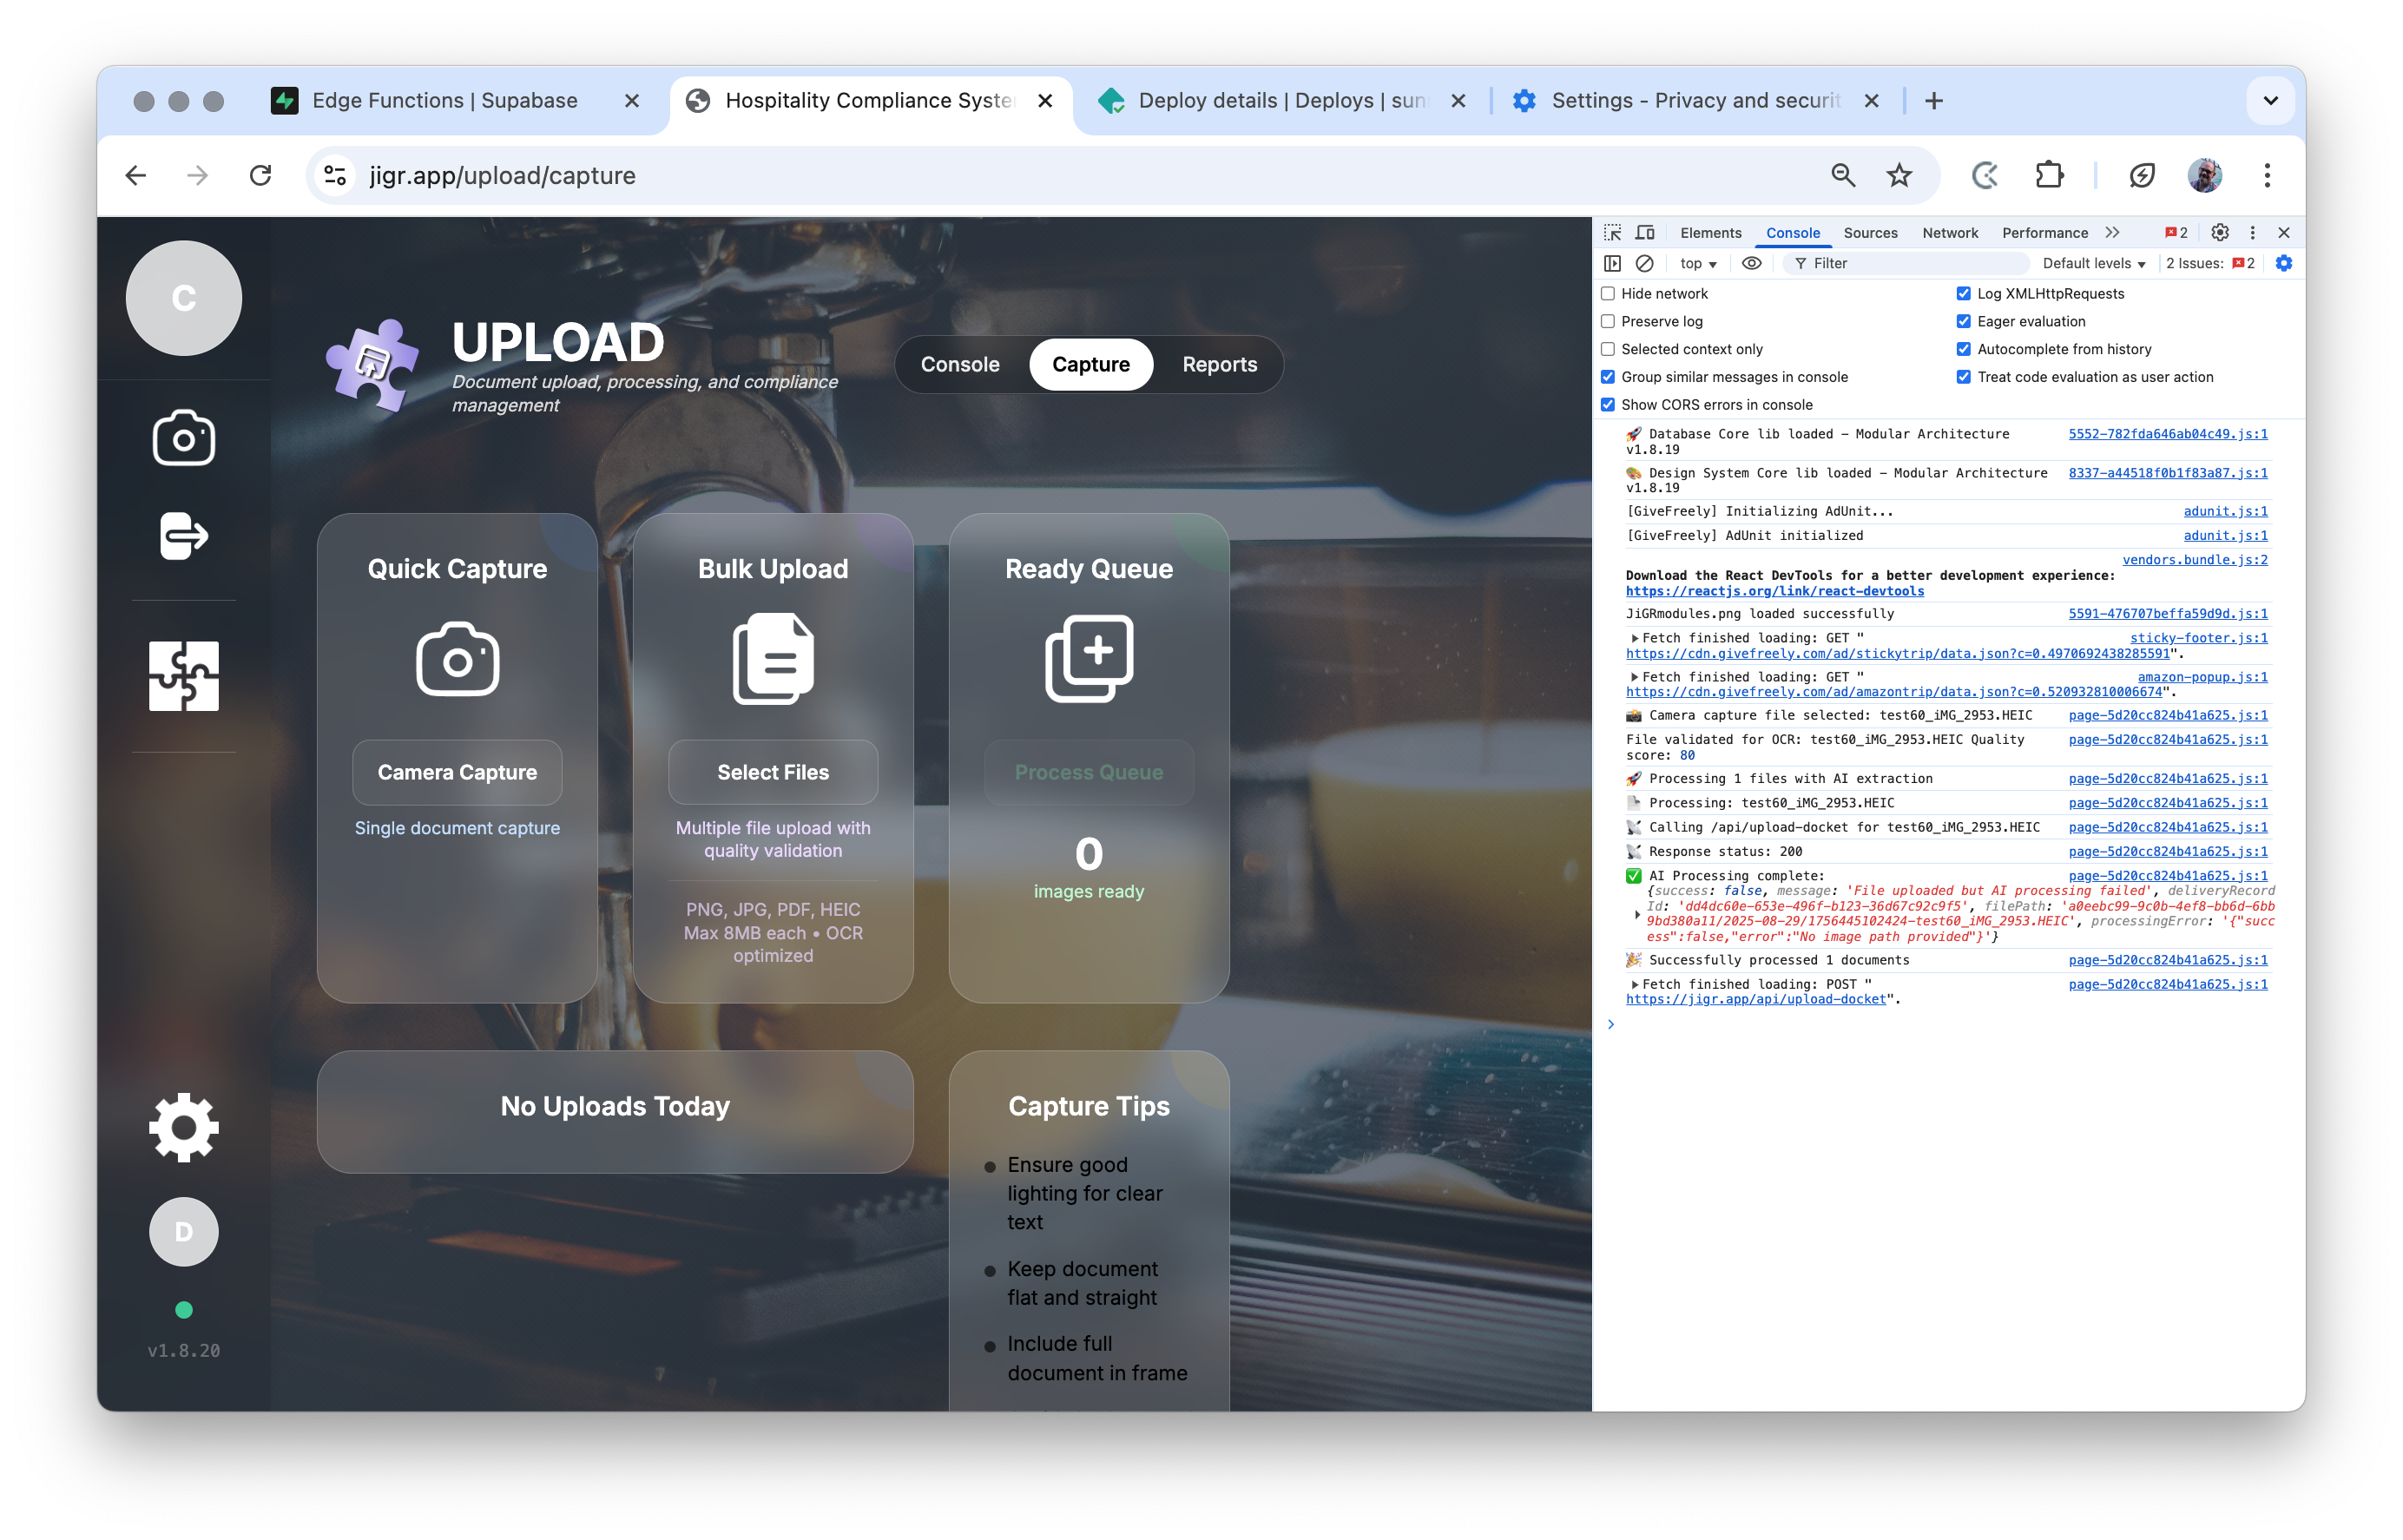 Edge Functions | Supabase
Hospitality Compliance Syste
Deploy details | Deploys | sun
Settings - Privacy and securit
jigr.app/upload/capture
C
UPLOAD
Document upload, processing, and compliance
management
Console
Capture
Reports
Quick Capture
Camera Capture
Single document capture
Bulk Upload
Select Files
Multiple file upload with
quality validation
PNG, JPG, PDF, HEIC
Max 8MB each • OCR
optimized
Ready Queue
Process Queue
0
images ready
No Uploads Today
Capture Tips
Ensure good
lighting for clear
text
Keep document
flat and straight
Include full
document in frame
D
v1.8.20
Elements
Console
Sources
Network
Performance
2
top
Filter
Default levels
2 Issues:
2
Hide network
Log XMLHttpRequests
Preserve log
Eager evaluation
Selected context only
Autocomplete from history
Group similar messages in console
Treat code evaluation as user action
Show CORS errors in console
🚀 Database Core lib loaded – Modular Architecture 5552-782fda646ab04c49.js:1
v1.8.19
🎨 Design System Core lib loaded – Modular Architecture 8337-a44518f0b1f83a87.js:1
v1.8.19
[GiveFreely] Initializing AdUnit... adunit.js:1
[GiveFreely] AdUnit initialized adunit.js:1
vendors.bundle.js:2
Download the React DevTools for a better development experience:
https://reactjs.org/link/react-devtools
JiGRmodules.png loaded successfully 5591-476707beffa59d9d.js:1
Fetch finished loading: GET " sticky-footer.js:1
https://cdn.givefreely.com/ad/stickytrip/data.json?c=0.4970692438285591".
Fetch finished loading: GET " amazon-popup.js:1
https://cdn.givefreely.com/ad/amazontrip/data.json?c=0.520932810006674".
📸 Camera capture file selected: test60_iMG_2953.HEIC page-5d20cc824b41a625.js:1
File validated for OCR: test60_iMG_2953.HEIC Quality page-5d20cc824b41a625.js:1
score: 80
🚀 Processing 1 files with AI extraction page-5d20cc824b41a625.js:1
📄 Processing: test60_iMG_2953.HEIC page-5d20cc824b41a625.js:1
📡 Calling /api/upload-docket for test60_iMG_2953.HEIC page-5d20cc824b41a625.js:1
📡 Response status: 200 page-5d20cc824b41a625.js:1
✅ AI Processing complete: page-5d20cc824b41a625.js:1
{success: false, message: 'File uploaded but AI processing failed', deliveryRecord
Id: 'dd4dc60e-653e-496f-b123-36d67c92c9f5', filePath: 'a0eebc99-9c0b-4ef8-bb6d-6bb
9bd380a11/2025-08-29/1756445102424-test60_iMG_2953.HEIC', processingError: '{"succ
ess":false,"error":"No image path provided"}'}
🎉 Successfully processed 1 documents page-5d20cc824b41a625.js:1
Fetch finished loading: POST " page-5d20cc824b41a625.js:1
https://jigr.app/api/upload-docket".